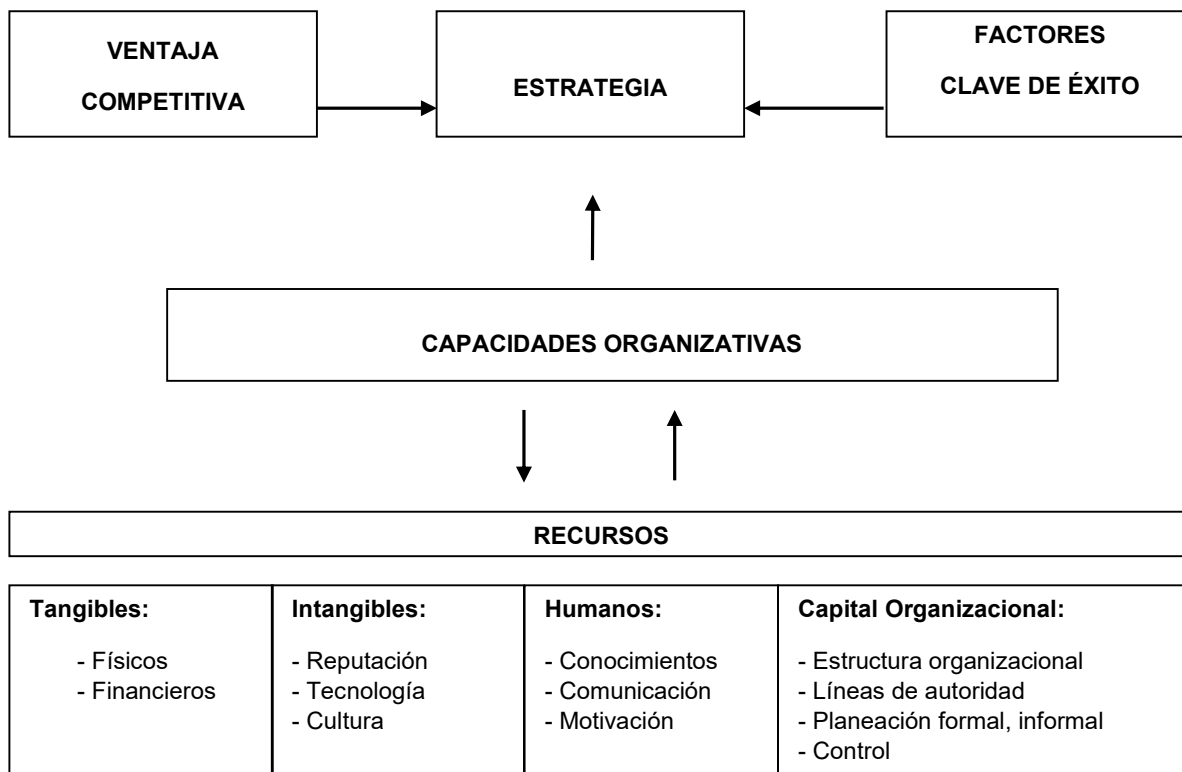 VENTAJA
COMPETITIVA
ESTRATEGIA
FACTORES
CLAVE DE ÉXITO
CAPACIDADES ORGANIZATIVAS
RECURSOS
Tangibles:
- Físicos
- Financieros
Intangibles:
- Reputación
- Tecnología
- Cultura
Humanos:
- Conocimientos
- Comunicación
- Motivación
Capital Organizacional:
- Estructura organizacional
- Líneas de autoridad
- Planeación formal, informal
- Control